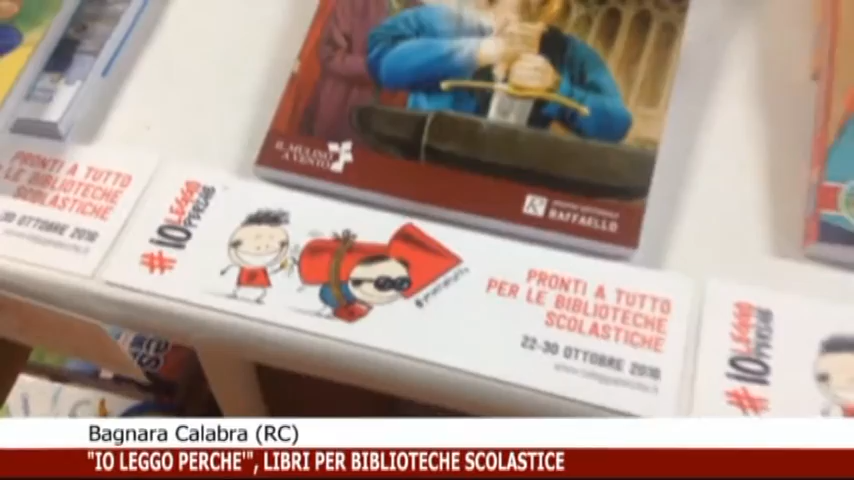 IL MULINO
A VENTO
RAFFAELLO
PRONTI A TUTTO
LE BIBLIOTECHE
SCOLASTICHE
30 OTTOBRE 2016
#IO LEGGO
PERCHÉ
PRONTI A TUTTO
PER LE BIBLIOTECHE
SCOLASTICHE
22-30 OTTOBRE 2016
#IO LEGGO
PERCHÉ
Bagnara Calabra (RC)
"IO LEGGO PERCHE'", LIBRI PER BIBLIOTECHE SCOLASTICE